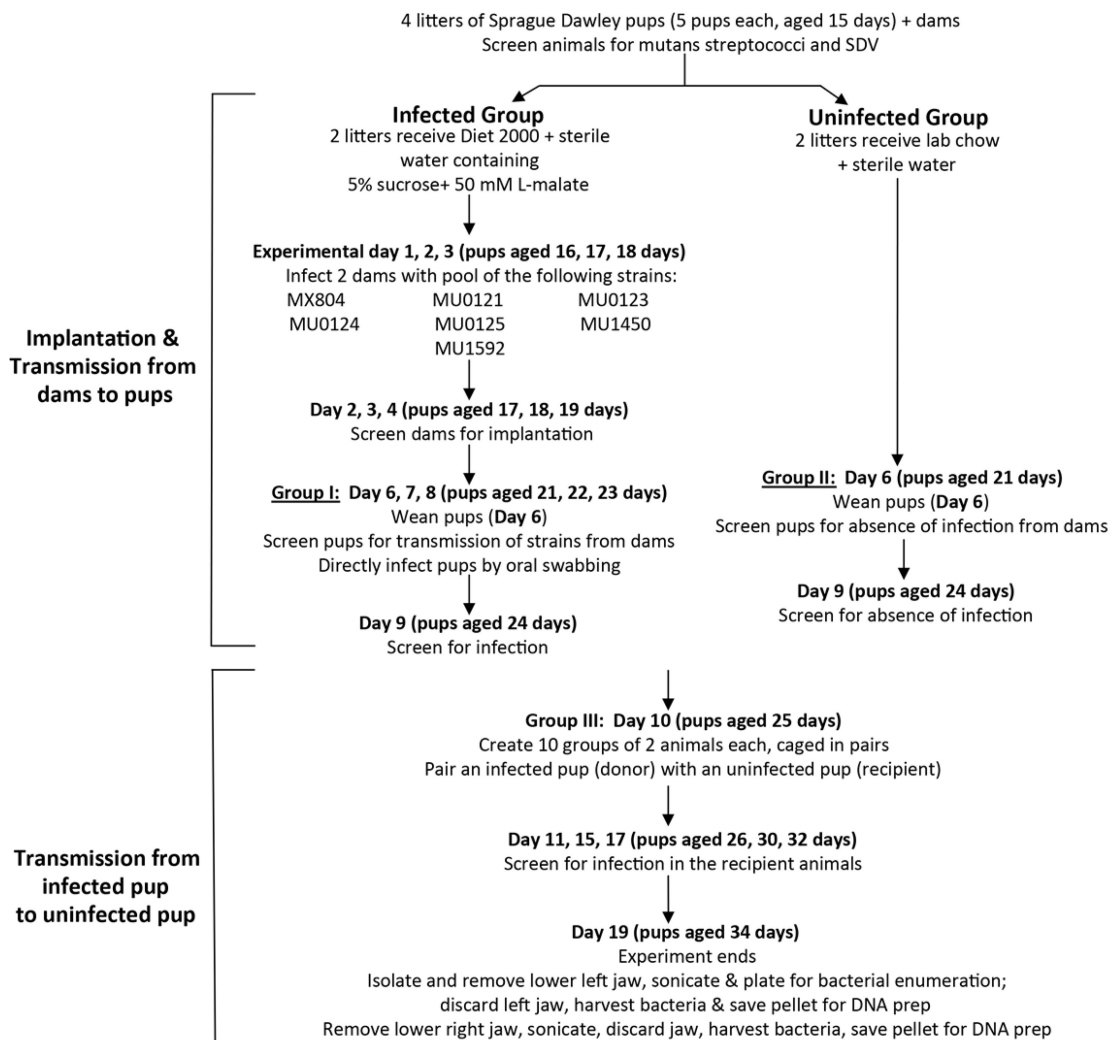 4 litters of Sprague Dawley pups (5 pups each, aged 15 days) + dams
Screen animals for mutans streptococci and SDV
Infected Group
2 litters receive Diet 2000 + sterile
water containing
5% sucrose+ 50 mM L-malate
Uninfected Group
2 litters receive lab chow
+ sterile water
Implantation &
Transmission from
dams to pups
Experimental day 1, 2, 3 (pups aged 16, 17, 18 days)
Infect 2 dams with pool of the following strains:
MX804 MU0121 MU0123
MU0124 MU0125 MU1450
MU1592
Day 2, 3, 4 (pups aged 17, 18, 19 days)
Screen dams for implantation
Group I: Day 6, 7, 8 (pups aged 21, 22, 23 days)
Wean pups (Day 6)
Screen pups for transmission of strains from dams
Directly infect pups by oral swabbing
Day 9 (pups aged 24 days)
Screen for infection
Group II: Day 6 (pups aged 21 days)
Wean pups (Day 6)
Screen pups for absence of infection from dams
Day 9 (pups aged 24 days)
Screen for absence of infection
Transmission from
infected pup
to uninfected pup
Group III: Day 10 (pups aged 25 days)
Create 10 groups of 2 animals each, caged in pairs
Pair an infected pup (donor) with an uninfected pup (recipient)
Day 11, 15, 17 (pups aged 26, 30, 32 days)
Screen for infection in the recipient animals
Day 19 (pups aged 34 days)
Experiment ends
Isolate and remove lower left jaw, sonicate & plate for bacterial enumeration;
discard left jaw, harvest bacteria & save pellet for DNA prep
Remove lower right jaw, sonicate, discard jaw, harvest bacteria, save pellet for DNA prep